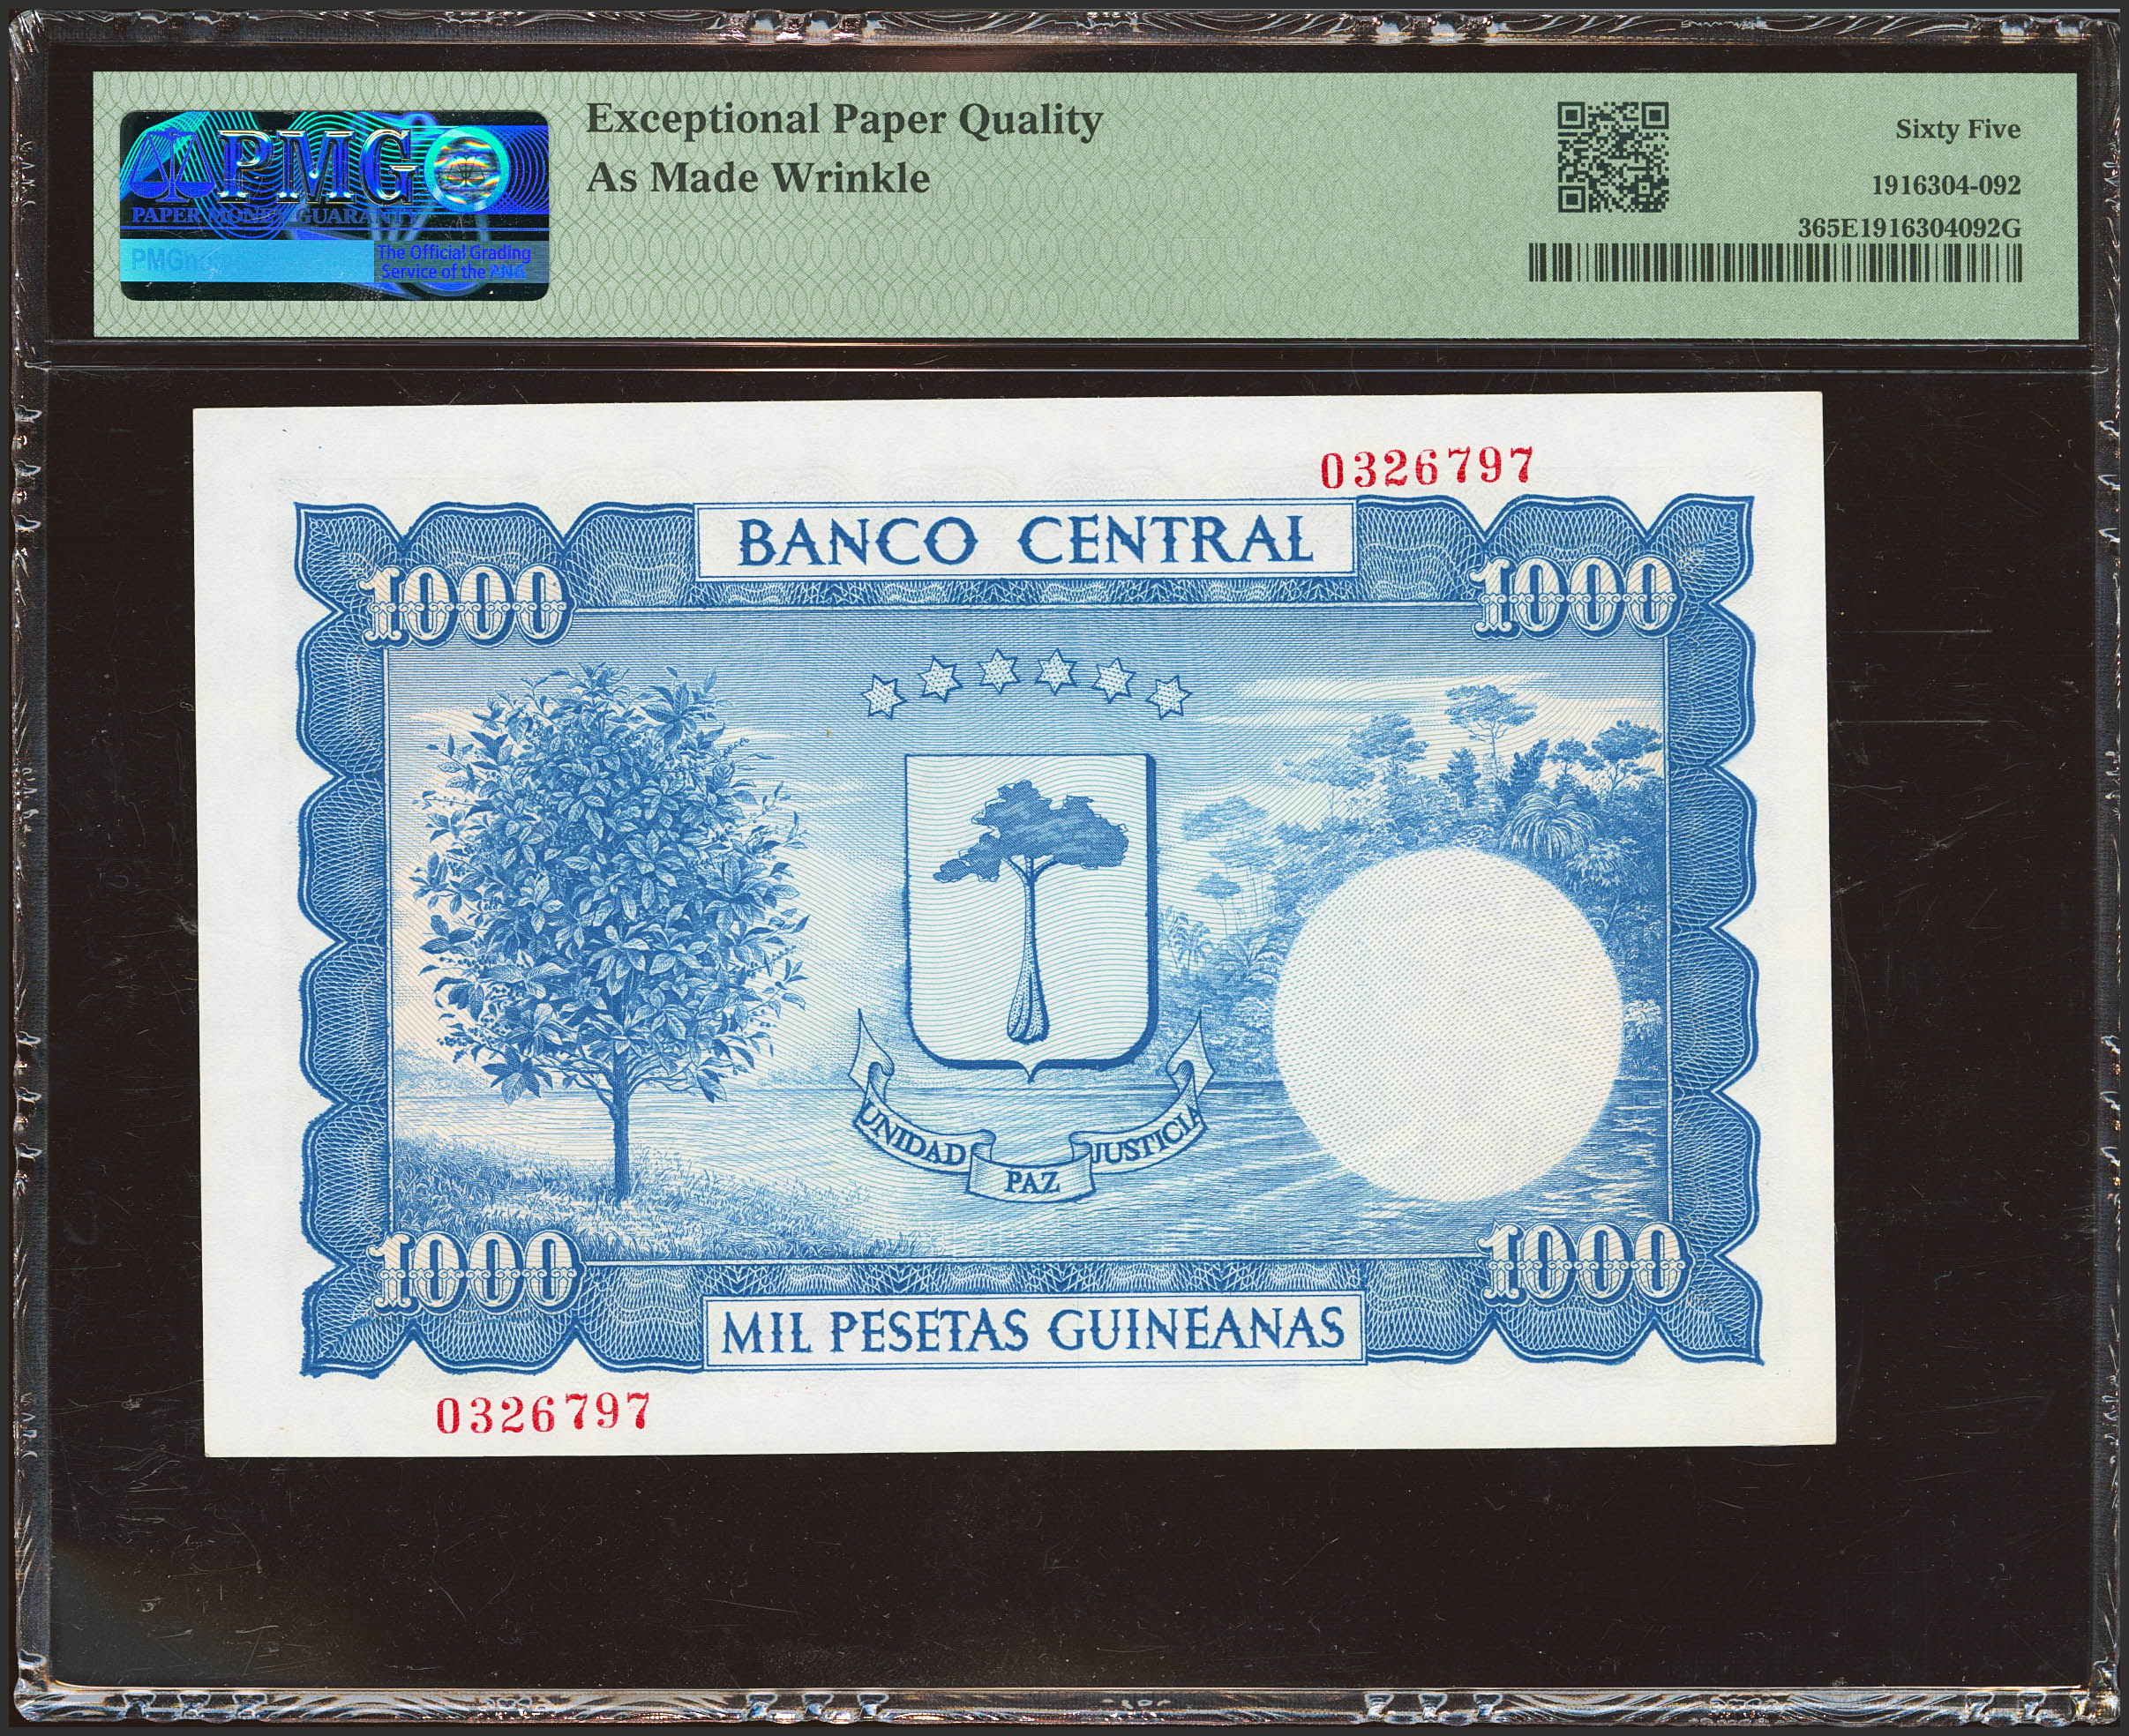 PMG
PAPER MONEY GUARANTY
The Official Grading
Service of the PNG
Exceptional Paper Quality
As Made Wrinkle
Sixty Five
1916304-092
365E1916304092G
0326797
BANCO CENTRAL
1000
1000
UNIDAD
PAZ
JUSTICIA
1000
1000
MIL PESETAS GUINEANAS
0326797